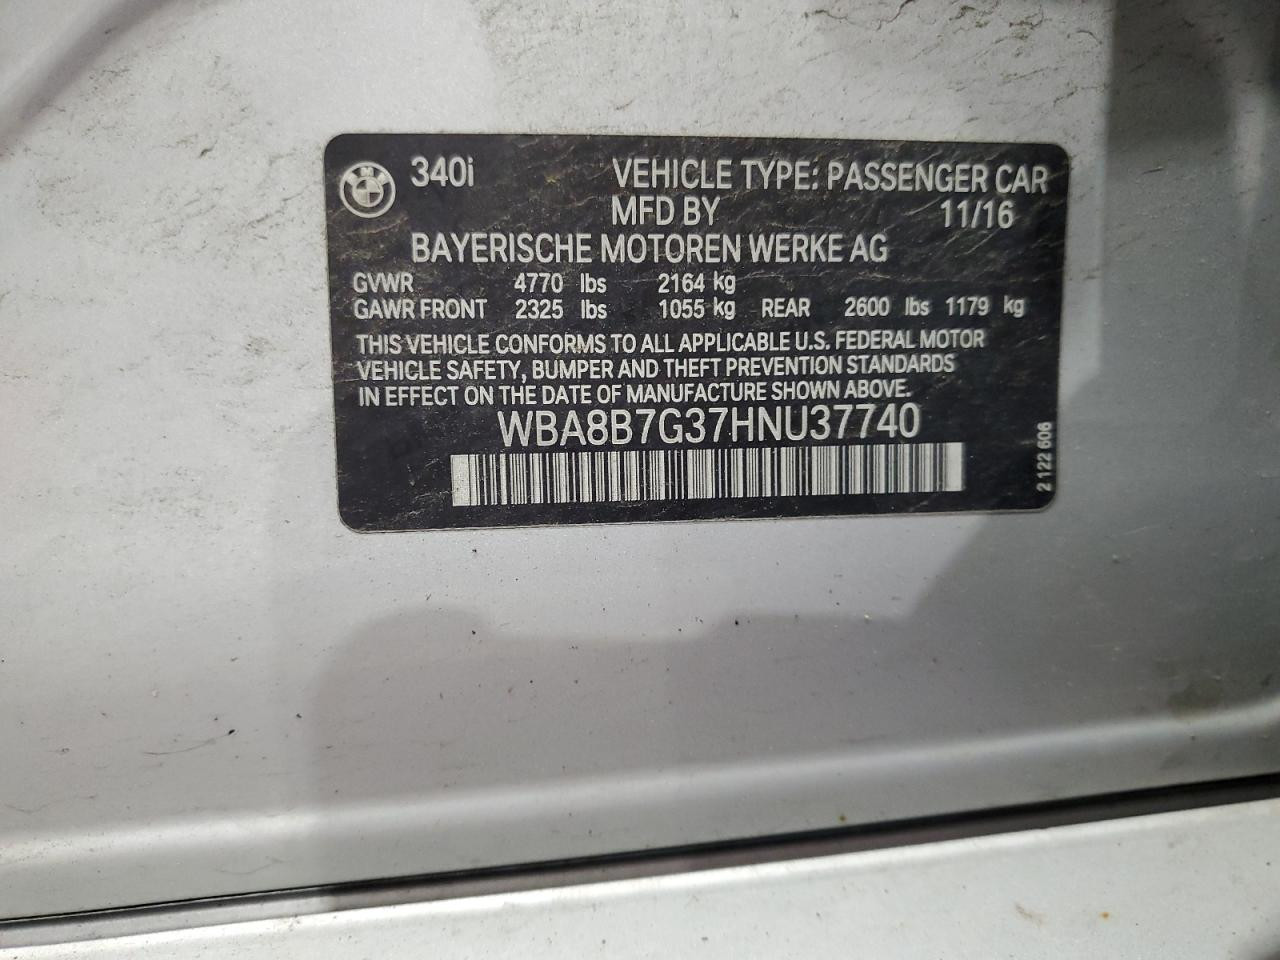 BMW 340i VEHICLE TYPE: PASSENGER CAR
MFD BY 11/16
BAYERISCHE MOTOREN WERKE AG
GVWR 4770 lbs 2164 kg
GAWR FRONT 2325 lbs 1055 kg REAR 2600 lbs 1179 kg
THIS VEHICLE CONFORMS TO ALL APPLICABLE U.S. FEDERAL MOTOR
VEHICLE SAFETY, BUMPER AND THEFT PREVENTION STANDARDS
IN EFFECT ON THE DATE OF MANUFACTURE SHOWN ABOVE.
WBA8B7G37HNU37740
2 122 606